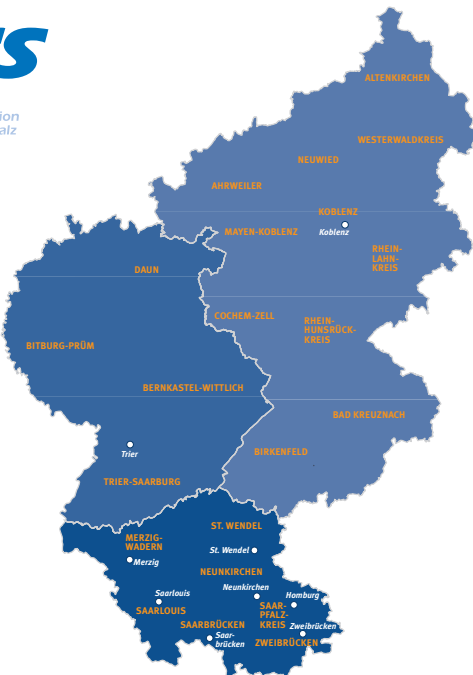 ion
alz
ALTENKIRCHEN
WESTERWALDKREIS
NEUWIED
AHRWEILER
KOBLENZ
MAYEN-KOBLENZ
Koblenz
RHEIN-
LAHN-
KREIS
DAUN
COCHEM-ZELL
RHEIN-
HUNSRÜCK-
KREIS
BITBURG-PRÜM
BERNKASTEL-WITTLICH
BAD KREUZNACH
Trier
BIRKENFELD
TRIER-SAARBURG
ST. WENDEL
MERZIG-
WADERN
St. Wendel
Merzig
NEUNKIRCHEN
Neunkirchen
Homburg
Saarlouis
SAARLOUIS
SAAR-
PFALZ-
KREIS
SAARBRÜCKEN
Zweibrücken
Saar-
brücken
ZWEIBRÜCKEN